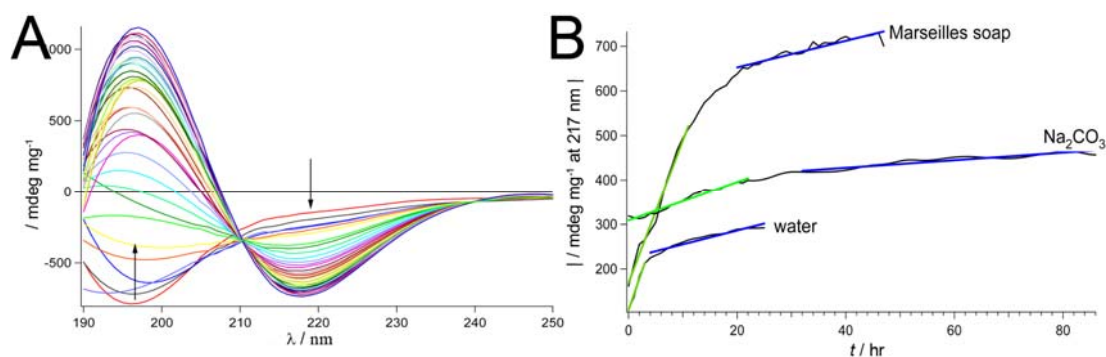 A
/ mdeg mg⁻¹
1000
500
0
-500
190
200
210
220
230
240
250
λ / nm
B
| / mdeg mg⁻¹ at 217 nm |
700
600
500
400
300
200
0
20
40
60
80
t / hr
Marseilles soap
Na₂CO₃
water